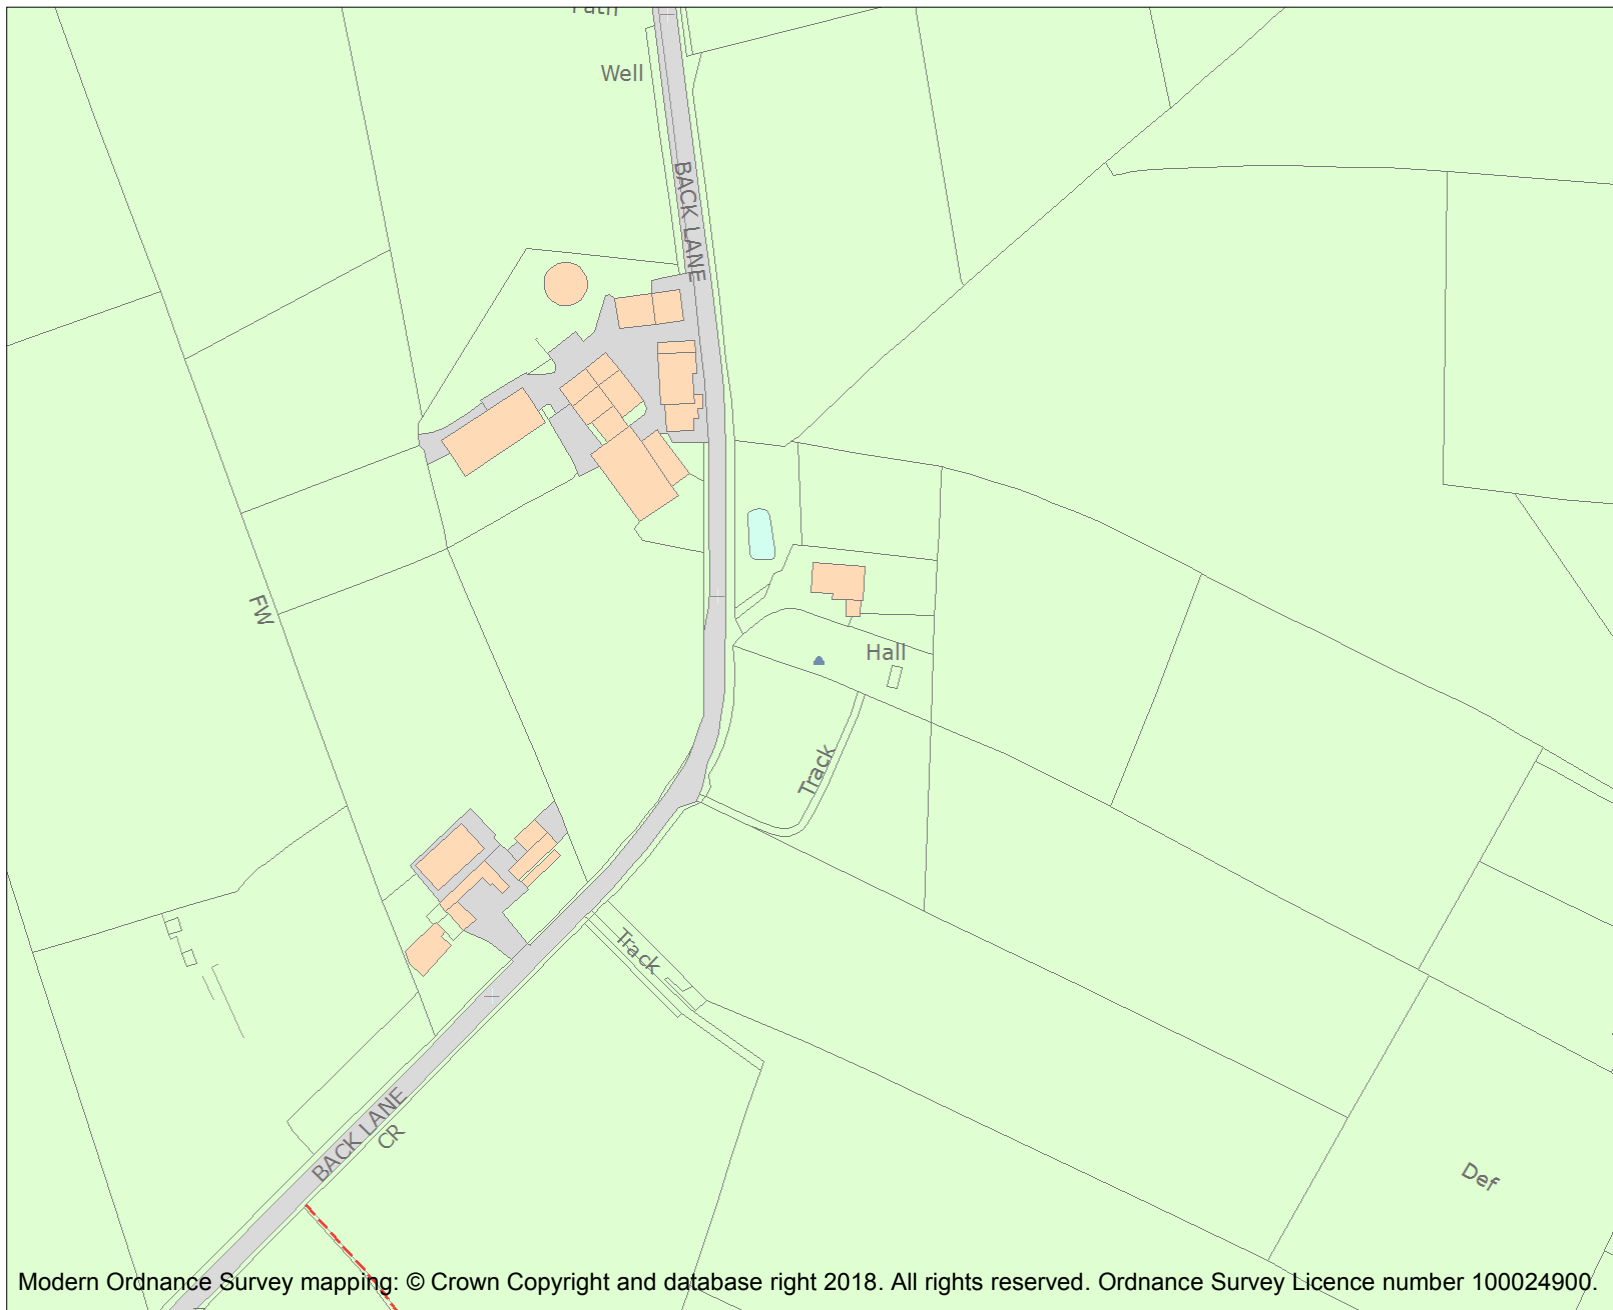 Path
Well
BACK LANE
FW
Hall
Track
Track
BACK LANE
CR
Def
Modern Ordnance Survey mapping: © Crown Copyright and database right 2018. All rights reserved. Ordnance Survey Licence number 100024900.